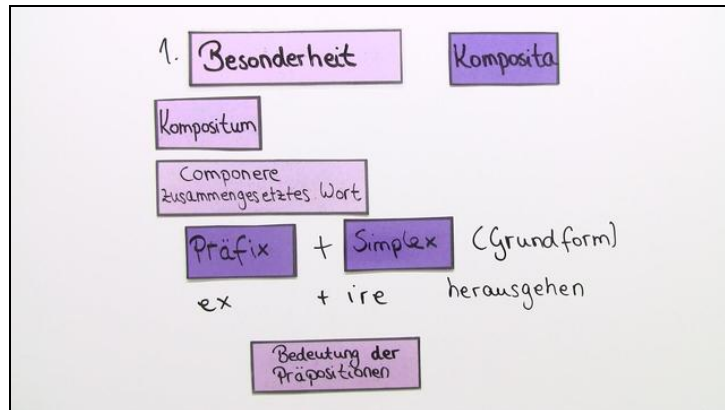 1. Besonderheit Komposita
Kompositum
Componere
zusammengesetztes Wort
Präfix + Simplex (Grundform)
ex + ire herausgehen
Bedeutung der
Präpositionen